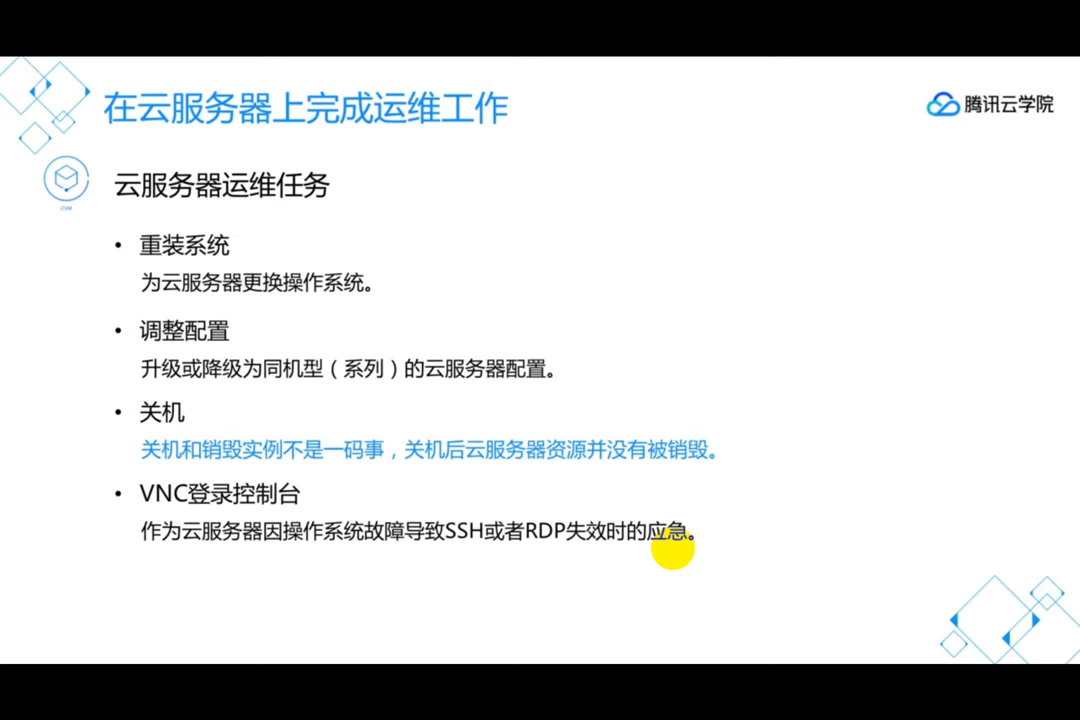 在云服务器上完成运维工作
腾讯云学院
CVM
云服务器运维任务
• 重装系统
为云服务器更换操作系统。
• 调整配置
升级或降级为同机型（系列）的云服务器配置。
• 关机
关机和销毁实例不是一码事，关机后云服务器资源并没有被销毁。
• VNC登录控制台
作为云服务器因操作系统故障导致SSH或者RDP失效时的应急。